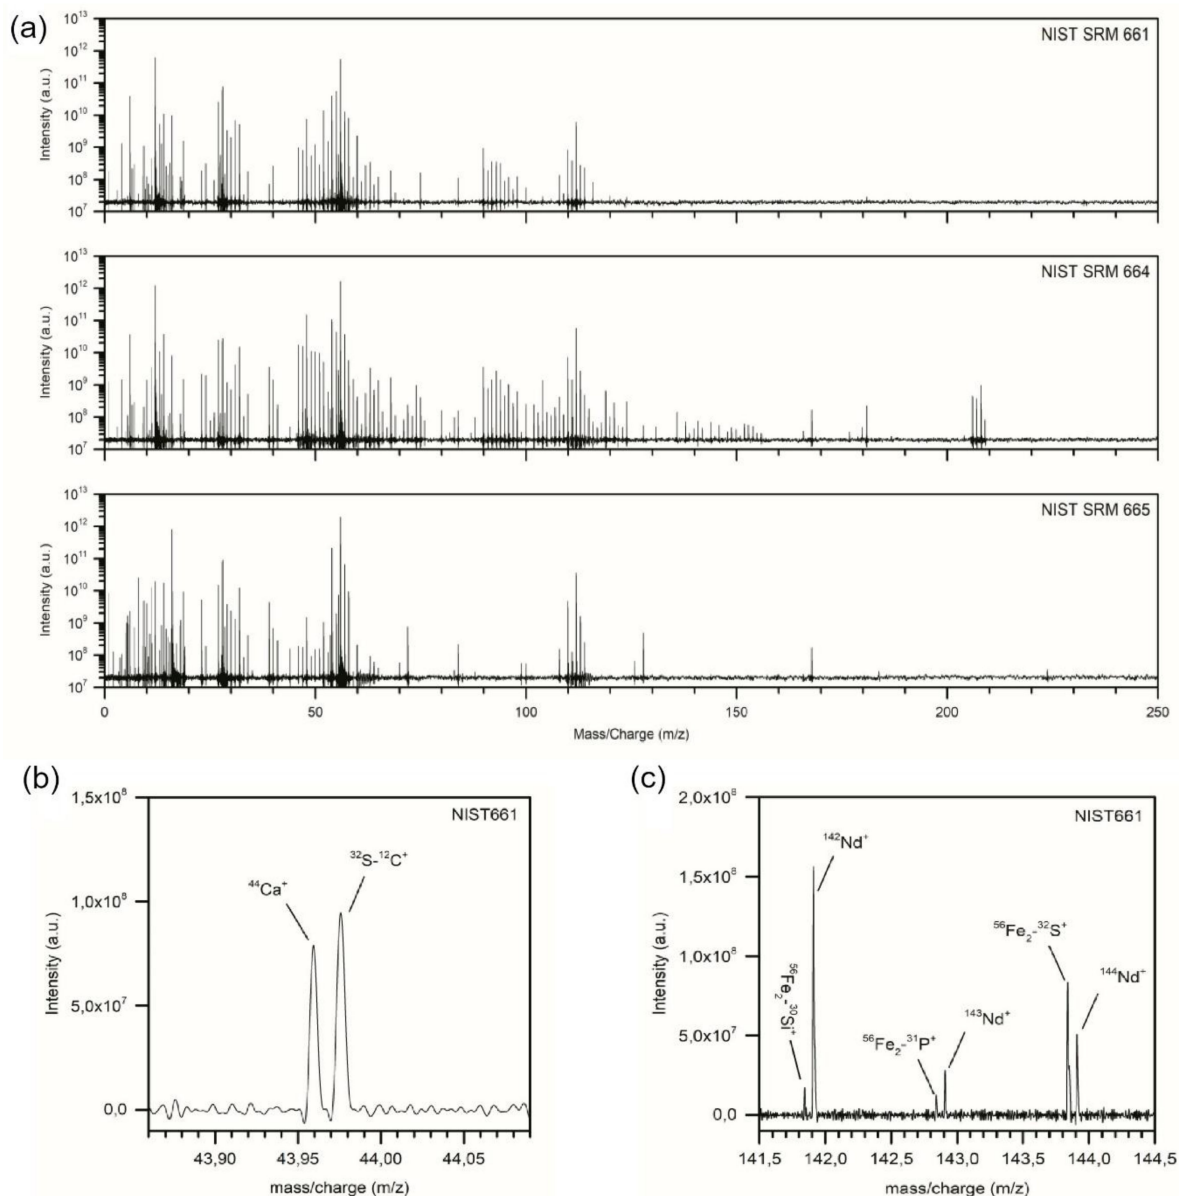 (a)
10¹³
10¹²
10¹¹
10¹⁰
10⁹
10⁸
10⁷
Intensity (a.u.)
NIST SRM 661
10¹³
10¹²
10¹¹
10¹⁰
10⁹
10⁸
10⁷
Intensity (a.u.)
NIST SRM 664
10¹³
10¹²
10¹¹
10¹⁰
10⁹
10⁸
10⁷
Intensity (a.u.)
NIST SRM 665
0 50 100 150 200 250
Mass/Charge (m/z)
(b)
1,5x10⁸
1,0x10⁸
5,0x10⁷
0,0
Intensity (a.u.)
NIST661
⁴⁴Ca⁺
³²S-¹²C⁺
43,90 43,95 44,00 44,05
mass/charge (m/z)
(c)
2,0x10⁸
1,5x10⁸
1,0x10⁸
5,0x10⁷
0,0
Intensity (a.u.)
NIST661
¹⁴²Nd⁺
⁵⁶Fe₂-³⁰Si⁺
⁵⁶Fe₂-³¹P⁺
¹⁴³Nd⁺
⁵⁶Fe₂-³²S⁺
¹⁴⁴Nd⁺
141,5 142,0 142,5 143,0 143,5 144,0 144,5
mass/charge (m/z)